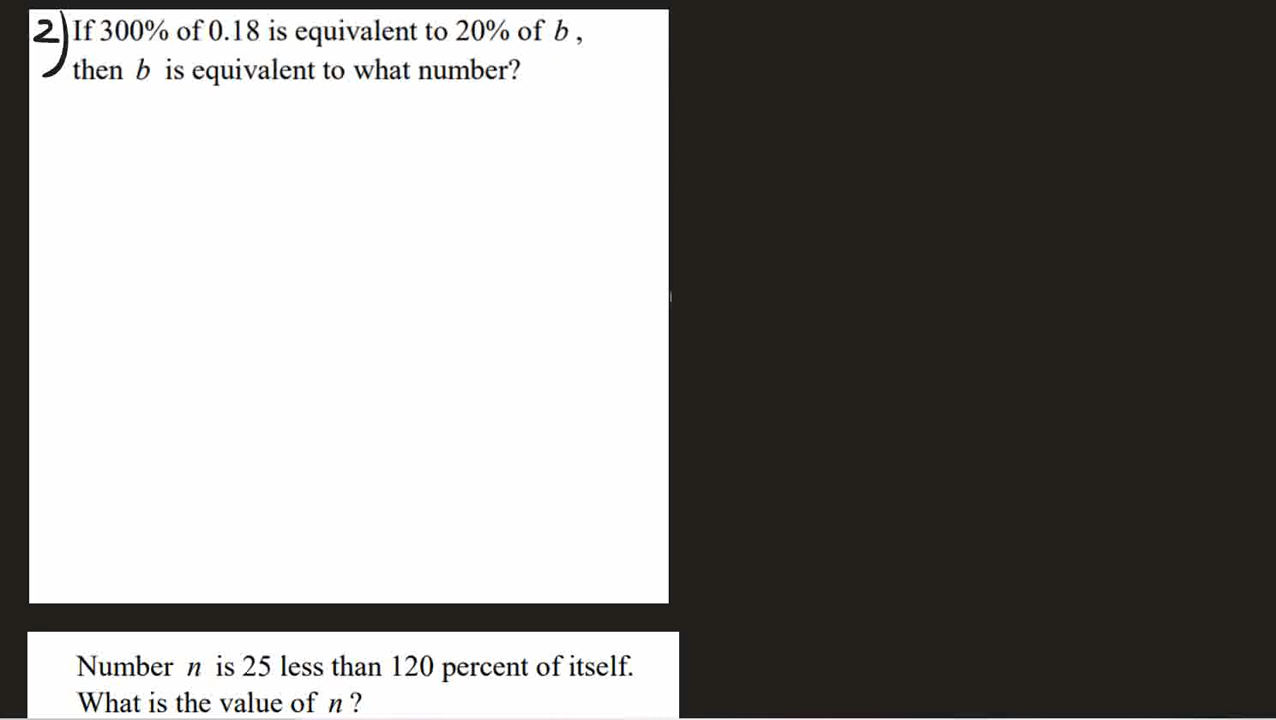 2) If 300% of 0.18 is equivalent to 20% of b ,
then b is equivalent to what number?
Number n is 25 less than 120 percent of itself.
What is the value of n ?